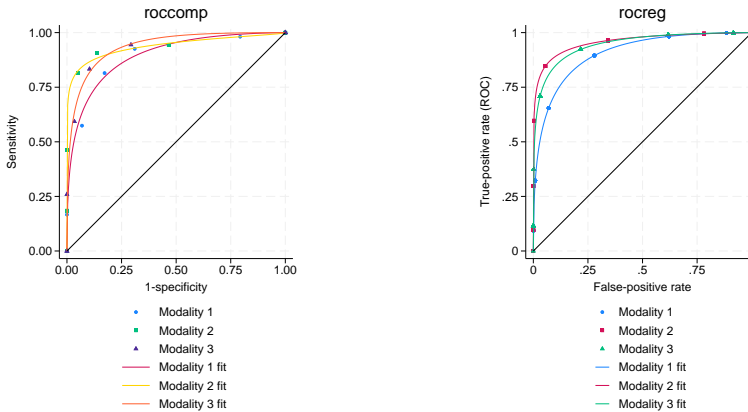 roccomp
1.00
0.75
0.50
0.25
0.00
Sensitivity
0.00 0.25 0.50 0.75 1.00
1-specificity
Modality 1
Modality 2
Modality 3
Modality 1 fit
Modality 2 fit
Modality 3 fit
rocreg
1
.75
.5
.25
0
True-positive rate (ROC)
0 .25 .5 .75
False-positive rate
Modality 1
Modality 2
Modality 3
Modality 1 fit
Modality 2 fit
Modality 3 fit